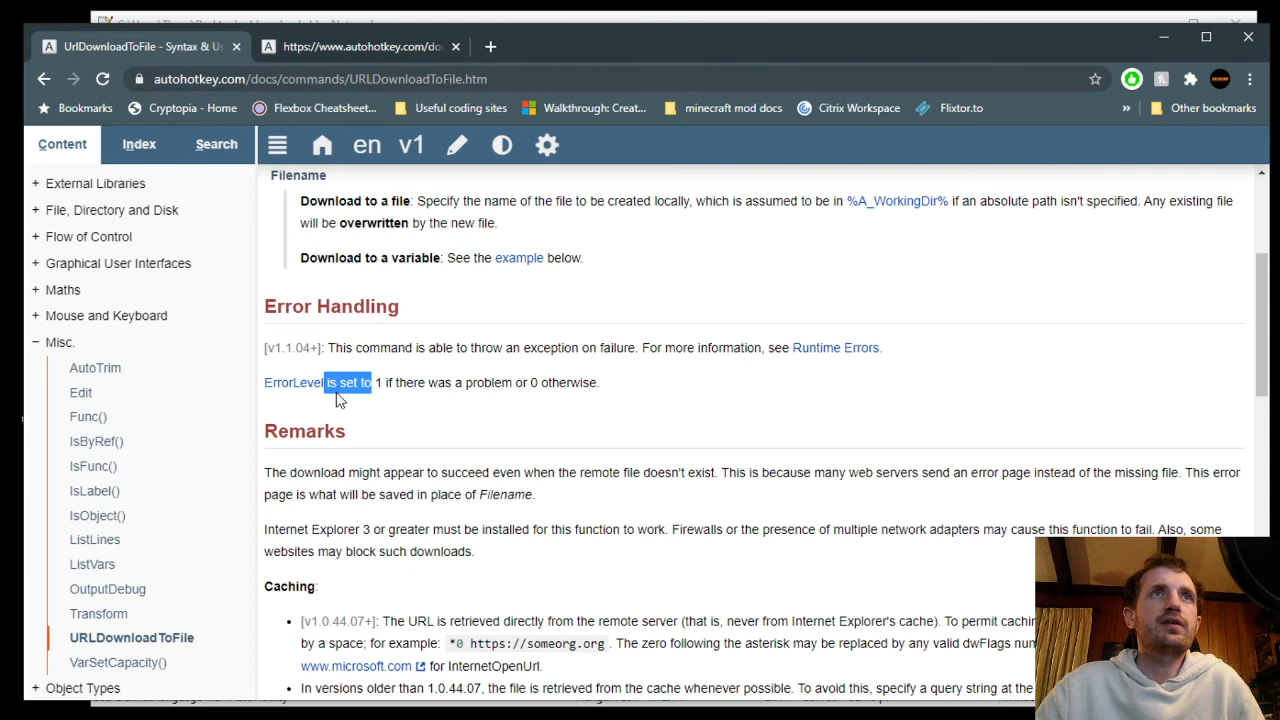 UrlDownloadToFile - Syntax & Us
https://www.autohotkey.com/do
autohotkey.com/docs/commands/URLDownloadToFile.htm
Bookmarks
Cryptopia - Home
Flexbox Cheatsheet...
Useful coding sites
Walkthrough: Creat...
minecraft mod docs
Citrix Workspace
Flixtor.to
»
Other bookmarks
Content
Index
Search
en
v1
+ External Libraries
+ File, Directory and Disk
+ Flow of Control
+ Graphical User Interfaces
+ Maths
+ Mouse and Keyboard
− Misc.
AutoTrim
Edit
Func()
IsByRef()
IsFunc()
IsLabel()
IsObject()
ListLines
ListVars
OutputDebug
Transform
URLDownloadToFile
VarSetCapacity()
+ Object Types
Filename
Download to a file: Specify the name of the file to be created locally, which is assumed to be in %A_WorkingDir% if an absolute path isn't specified. Any existing file
will be overwritten by the new file.
Download to a variable: See the example below.
Error Handling
[v1.1.04+]: This command is able to throw an exception on failure. For more information, see Runtime Errors.
ErrorLevel is set to 1 if there was a problem or 0 otherwise.
Remarks
The download might appear to succeed even when the remote file doesn't exist. This is because many web servers send an error page instead of the missing file. This error
page is what will be saved in place of Filename.
Internet Explorer 3 or greater must be installed for this function to work. Firewalls or the presence of multiple network adapters may cause this function to fail. Also, some
websites may block such downloads.
Caching:
• [v1.0.44.07+]: The URL is retrieved directly from the remote server (that is, never from Internet Explorer's cache). To permit cachin
by a space; for example: *0 https://someorg.org . The zero following the asterisk may be replaced by any valid dwFlags num
www.microsoft.com for InternetOpenUrl.
• In versions older than 1.0.44.07, the file is retrieved from the cache whenever possible. To avoid this, specify a query string at the